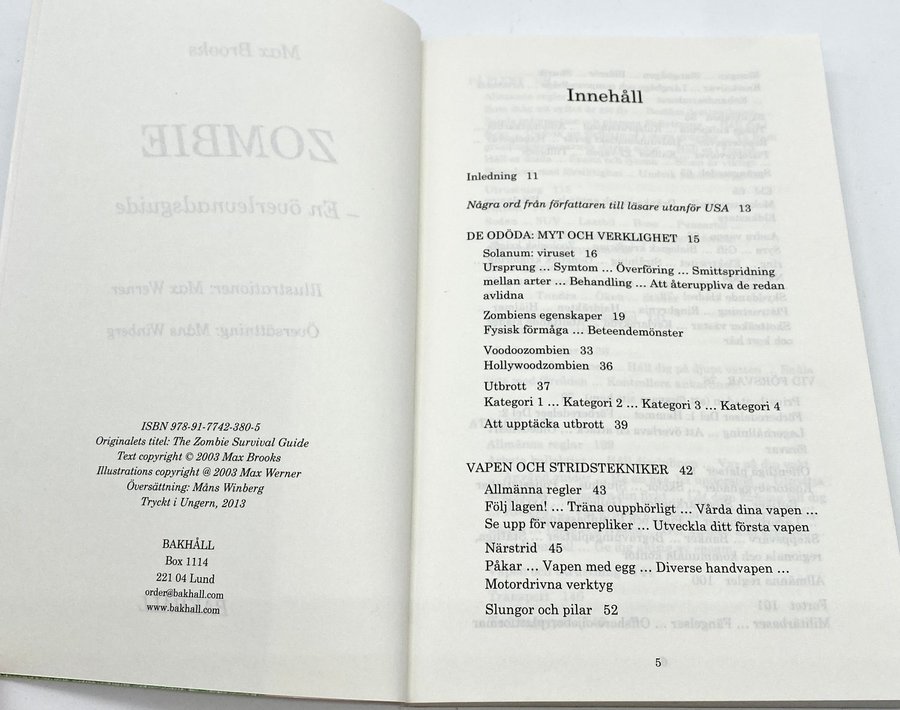 Max Brooks
ZOMBIE
– En överlevnadsguide
Illustrationer: Max Werner
Översättning: Måns Winberg
ISBN 978-91-7742-380-5
Originalets titel: The Zombie Survival Guide
Text copyright © 2003 Max Brooks
Illustrations copyright @ 2003 Max Werner
Översättning: Måns Winberg
Tryckt i Ungern, 2013
BAKHÅLL
Box 1114
221 04 Lund
order@bakhall.com
www.bakhall.com
Innehåll
Inledning 11
Några ord från författaren till läsare utanför USA 13
DE ODÖDA: MYT OCH VERKLIGHET 15
Solanum: viruset 16
Ursprung ... Symtom ... Överföring ... Smittspridning
mellan arter ... Behandling ... Att återuppliva de redan
avlidna
Zombiens egenskaper 19
Fysisk förmåga ... Beteendemönster
Voodoozombien 33
Hollywoodzombien 36
Utbrott 37
Kategori 1 ... Kategori 2 ... Kategori 3 ... Kategori 4
Att upptäcka utbrott 39
VAPEN OCH STRIDSTEKNIKER 42
Allmänna regler 43
Följ lagen! ... Träna oupphörligt ... Vårda dina vapen ...
Se upp för vapenrepliker ... Utveckla ditt första vapen
Närstrid 45
Påkar ... Vapen med egg ... Diverse handvapen ...
Motordrivna verktyg
Slungor och pilar 52
5